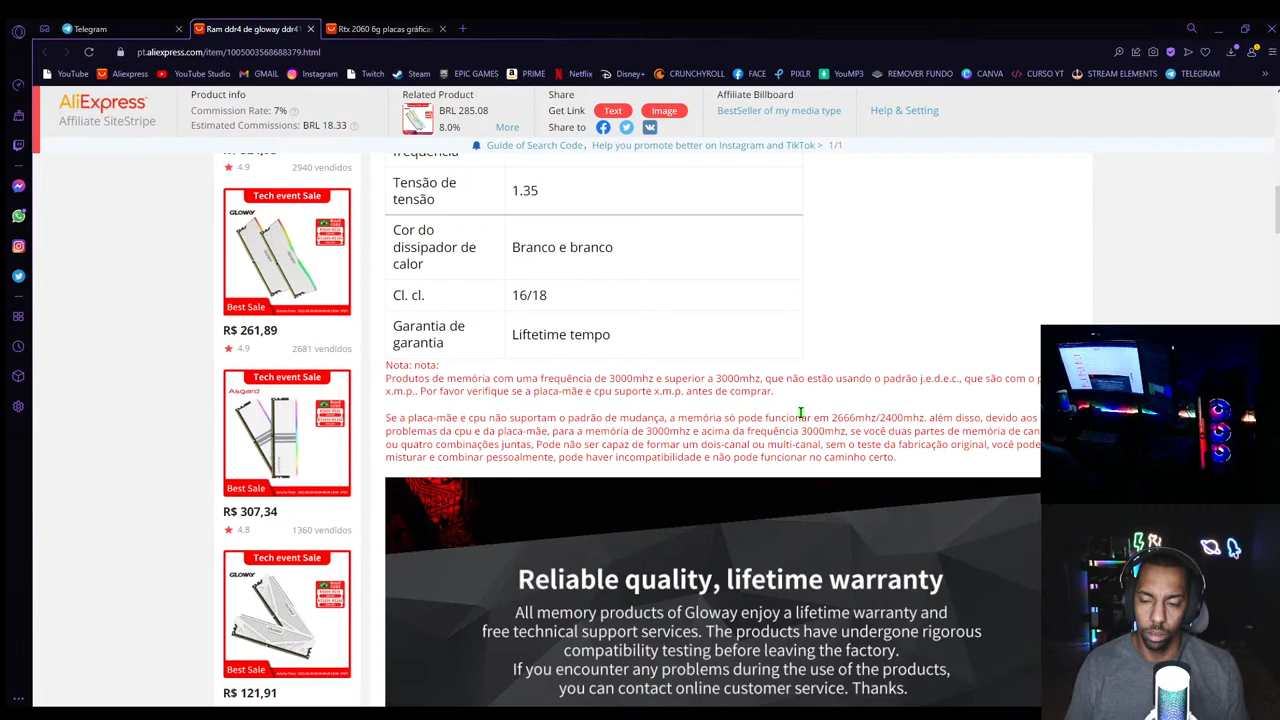 Telegram
Ram ddr4 de gloway ddr4
Rtx 2060 6g placas gráficas
pt.aliexpress.com/item/1005003568688379.html
YouTube
Aliexpress
YouTube Studio
GMAIL
Instagram
Twitch
Steam
EPIC GAMES
PRIME
Netflix
Disney+
CRUNCHYROLL
FACE
PIXLR
YouMP3
REMOVER FUNDO
CANVA
CURSO YT
STREAM ELEMENTS
TELEGRAM
AliExpress
Affiliate SiteStripe
Product info
Commission Rate: 7%
Estimated Commissions: BRL 18.33
Related Product
BRL 285.08
8.0%
More
Share
Get Link
Text
Image
Share to
Affiliate Billboard
BestSeller of my media type
Help & Setting
Guide of Search Code, Help you promote better on Instagram and TikTok >
1/1
4.9
2940 vendidos
Tech event Sale
GLOWAY
Best Sale
R$ 261,89
4.9
2681 vendidos
Tech event Sale
Asgard
Best Sale
R$ 307,34
4.8
1360 vendidos
Tech event Sale
GLOWAY
Best Sale
R$ 121,91
frequência
Tensão de
tensão
1.35
Cor do
dissipador de
calor
Branco e branco
Cl. cl.
16/18
Garantia de
garantia
Liftetime tempo
Nota: nota:
Produtos de memória com uma frequência de 3000mhz e superior a 3000mhz, que não estão usando o padrão j.e.d.e.c., que são com o p
x.m.p.. Por favor verifique se a placa-mãe e cpu suporte x.m.p. antes de comprar.
Se a placa-mãe e cpu não suportam o padrão de mudança, a memória só pode funcionar em 2666mhz/2400mhz. além disso, devido aos
problemas da cpu e da placa-mãe, para a memória de 3000mhz e acima da frequência 3000mhz, se você duas partes de memória de can
ou quatro combinações juntas, Pode não ser capaz de formar um dois-canal ou multi-canal, sem o teste da fabricação original, você pode
misturar e combinar pessoalmente, pode haver incompatibilidade e não pode funcionar no caminho certo.
Reliable quality, lifetime warranty
All memory products of Gloway enjoy a lifetime warranty and
free technical support services. The products have undergone rigorous
compatibility testing before leaving the factory.
If you encounter any problems during the use of the products,
you can contact online customer service. Thanks.